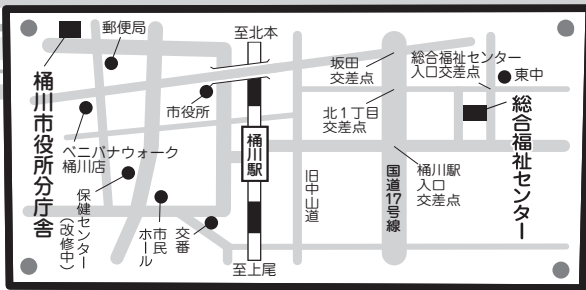 郵便局
至北本
坂田
交差点
総合福祉センター
入口交差点
東中
桶川市役所分庁舎
市役所
北1丁目
交差点
総合福祉センター
ベニバナウォーク
桶川店
桶川駅
桶川駅
入口
交差点
保健センター
(改修中)
市民
ホール
交番
旧中山道
国道17号線
至上尾